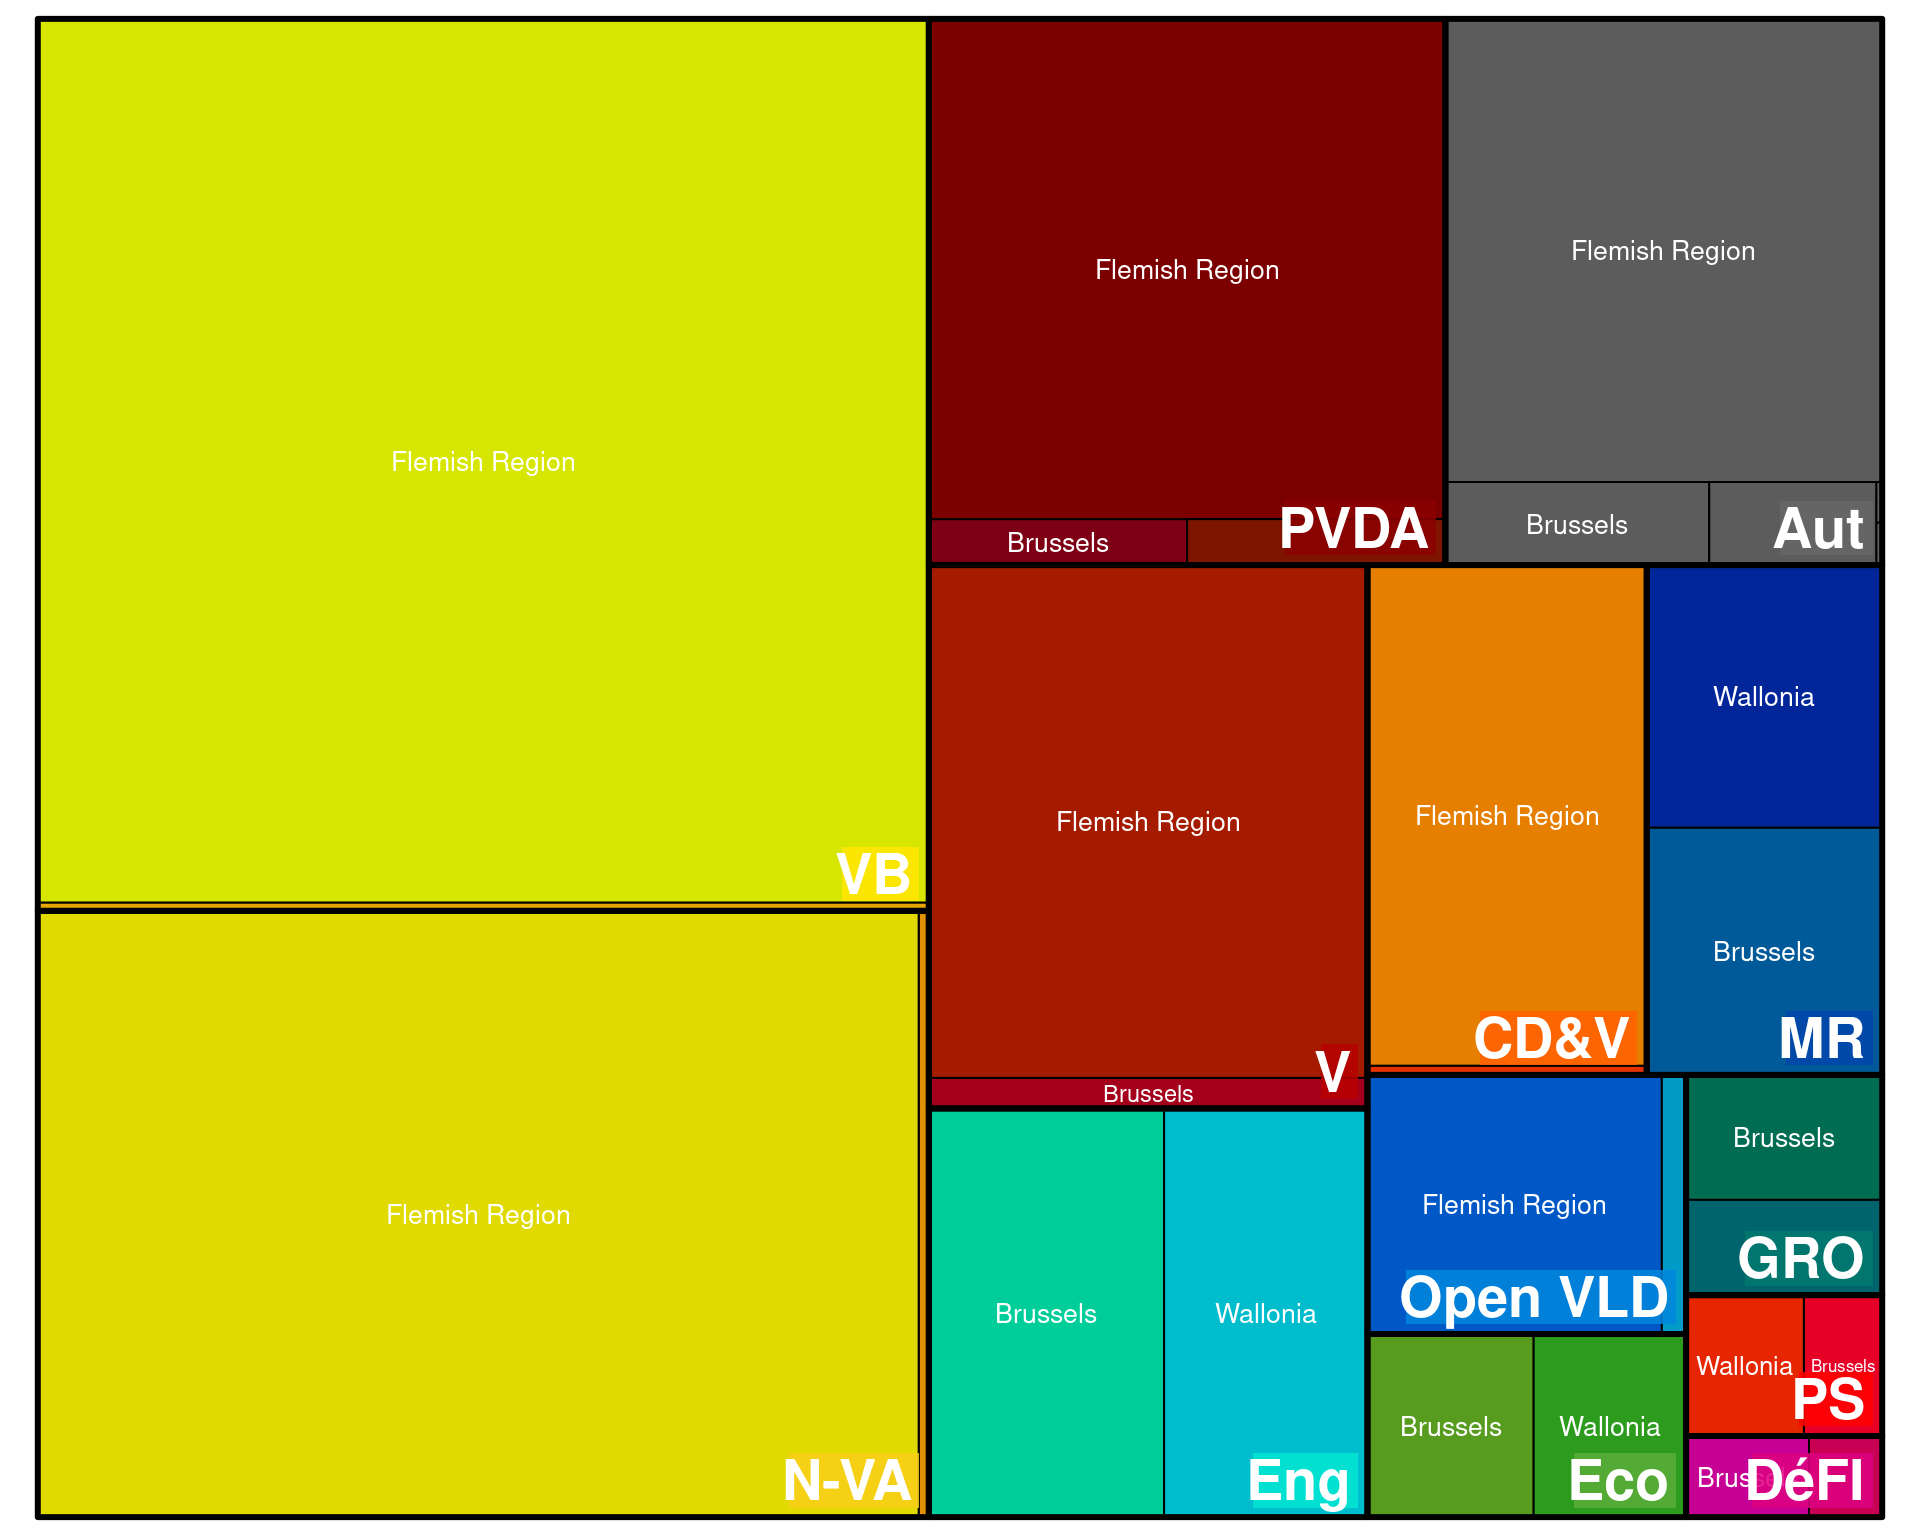 Flemish Region
VB
Flemish Region
N-VA
Flemish Region
Brussels
PVDA
Flemish Region
Brussels
Aut
Flemish Region
V
Brussels
Flemish Region
CD&V
Wallonia
Brussels
MR
Brussels
Wallonia
Eng
Flemish Region
Open VLD
Brussels
Wallonia
Eco
Brussels
GRO
Wallonia
Brussels
PS
DéFI